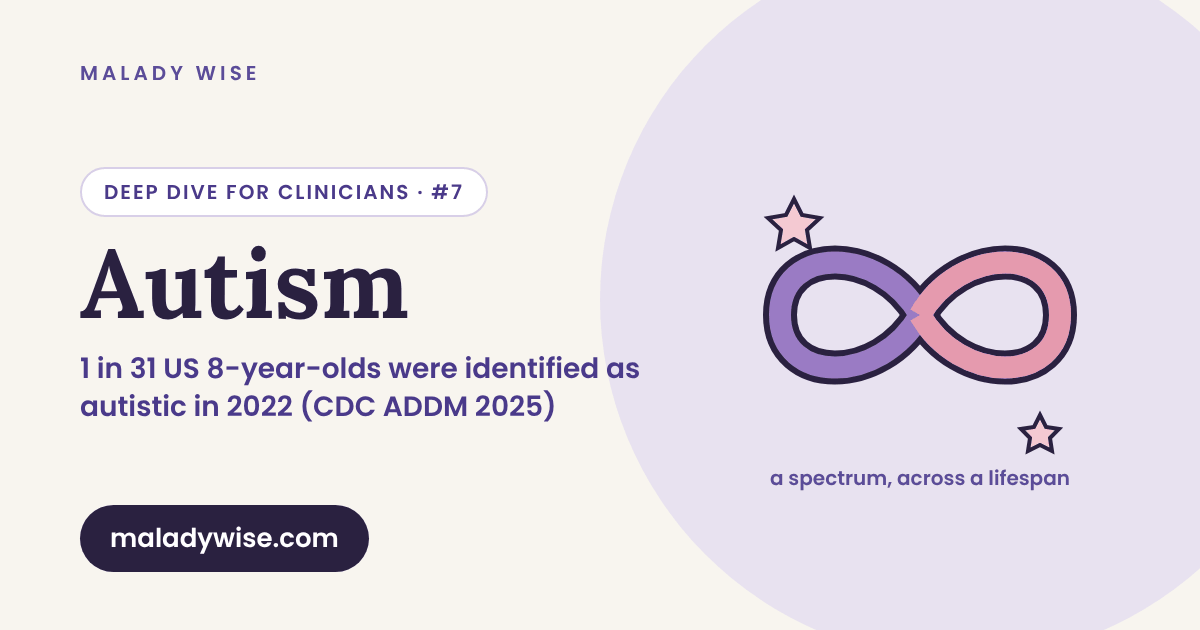 MALADY WISE
DEEP DIVE FOR CLINICIANS · #7
Autism
1 in 31 US 8-year-olds were identified as
autistic in 2022 (CDC ADDM 2025)
a spectrum, across a lifespan
maladywise.com